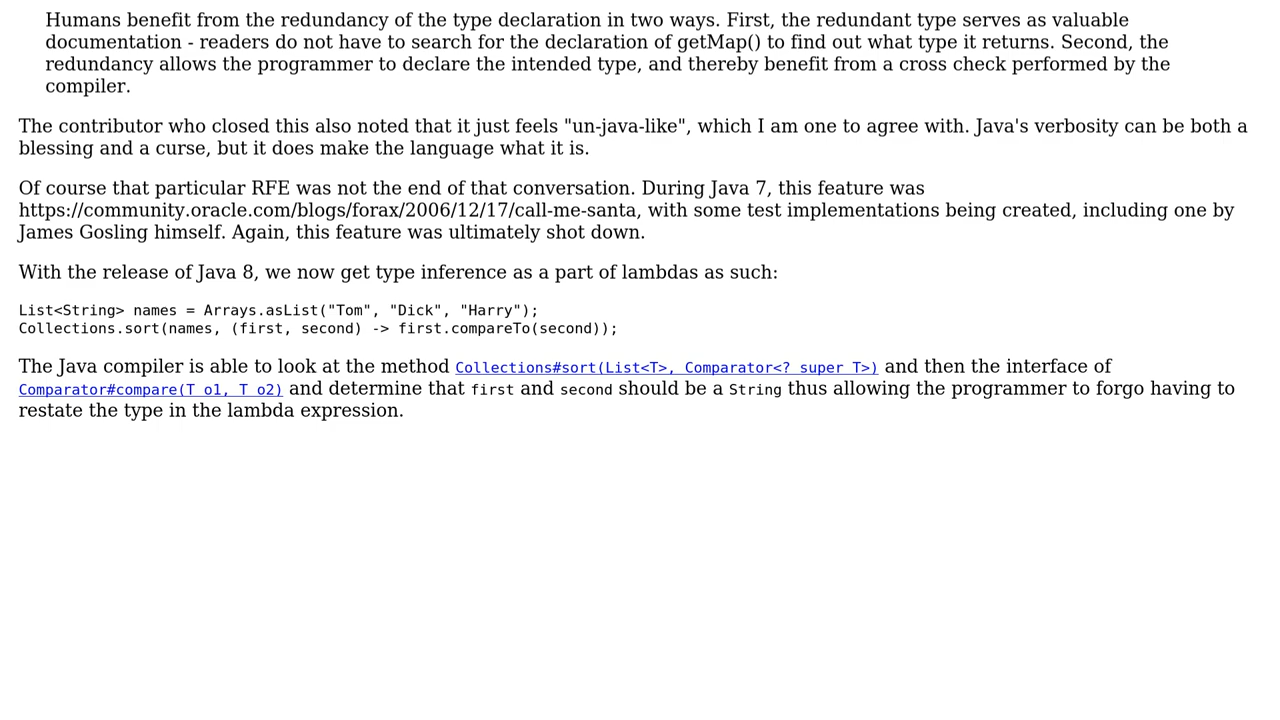 Humans benefit from the redundancy of the type declaration in two ways. First, the redundant type serves as valuable
documentation - readers do not have to search for the declaration of getMap() to find out what type it returns. Second, the
redundancy allows the programmer to declare the intended type, and thereby benefit from a cross check performed by the
compiler.
The contributor who closed this also noted that it just feels "un-java-like", which I am one to agree with. Java's verbosity can be both a
blessing and a curse, but it does make the language what it is.
Of course that particular RFE was not the end of that conversation. During Java 7, this feature was
https://community.oracle.com/blogs/forax/2006/12/17/call-me-santa, with some test implementations being created, including one by
James Gosling himself. Again, this feature was ultimately shot down.
With the release of Java 8, we now get type inference as a part of lambdas as such:
List<String> names = Arrays.asList("Tom", "Dick", "Harry");
Collections.sort(names, (first, second) -> first.compareTo(second));
The Java compiler is able to look at the method Collections#sort(List<T>, Comparator<? super T>) and then the interface of
Comparator#compare(T o1, T o2) and determine that first and second should be a String thus allowing the programmer to forgo having to
restate the type in the lambda expression.